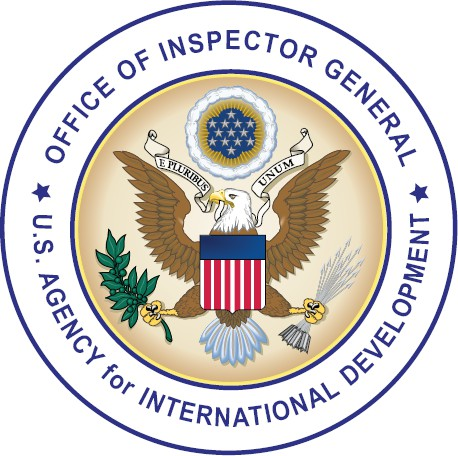 OFFICE OF INSPECTOR GENERAL
E PLURIBUS UNUM
U.S. AGENCY for INTERNATIONAL DEVELOPMENT